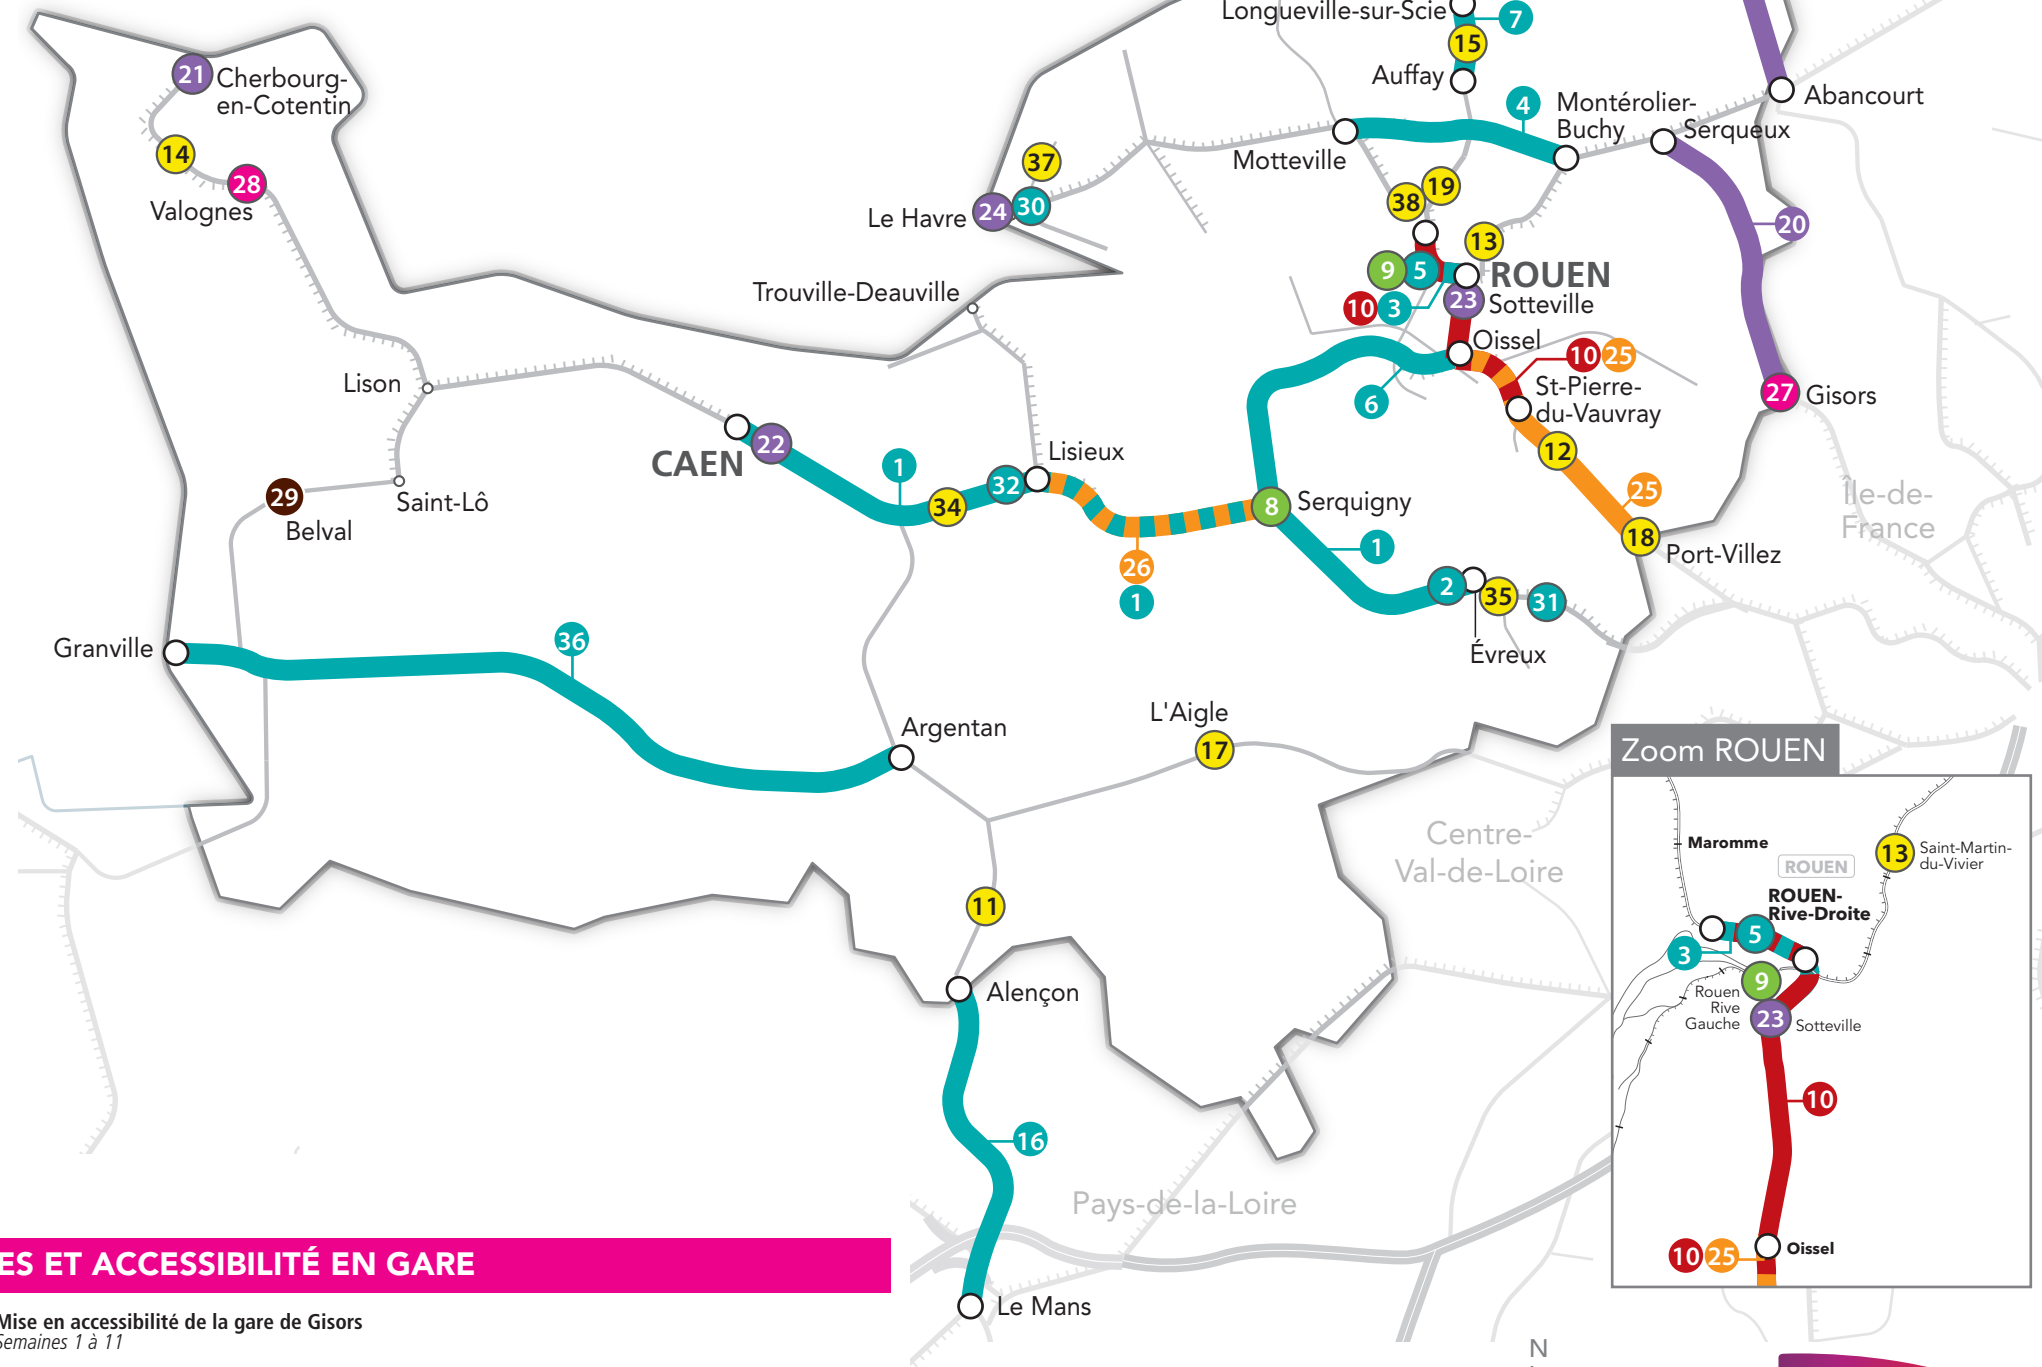 Longueville-sur-Scie
7
15
Auffay
21
Cherbourg-
en-Cotentin
4
Montérolier-
Buchy
Abancourt
Serqueux
14
28
Valognes
37
Motteville
38
19
Le Havre
24
30
20
13
9
5
ROUEN
10
3
23
Sotteville
Trouville-Deauville
Oissel
10
25
6
St-Pierre-
du-Vauvray
27
Gisors
Lison
CAEN
22
1
34
32
Lisieux
12
25
29
Belval
Saint-Lô
8
Serquigny
Île-de-
France
18
Port-Villez
1
26
1
2
35
31
Évreux
Granville
36
Argentan
L'Aigle
17
Zoom ROUEN
Maromme
13
Saint-Martin-
du-Vivier
ROUEN
ROUEN-
Rive-Droite
5
3
9
Rouen
Rive
Gauche
23
Sotteville
10
10
25
Oissel
Centre-
Val-de-Loire
11
Alençon
16
Pays-de-la-Loire
Le Mans
ES ET ACCESSIBILITÉ EN GARE
Mise en accessibilité de la gare de Gisors
Semaines 1 à 11
N